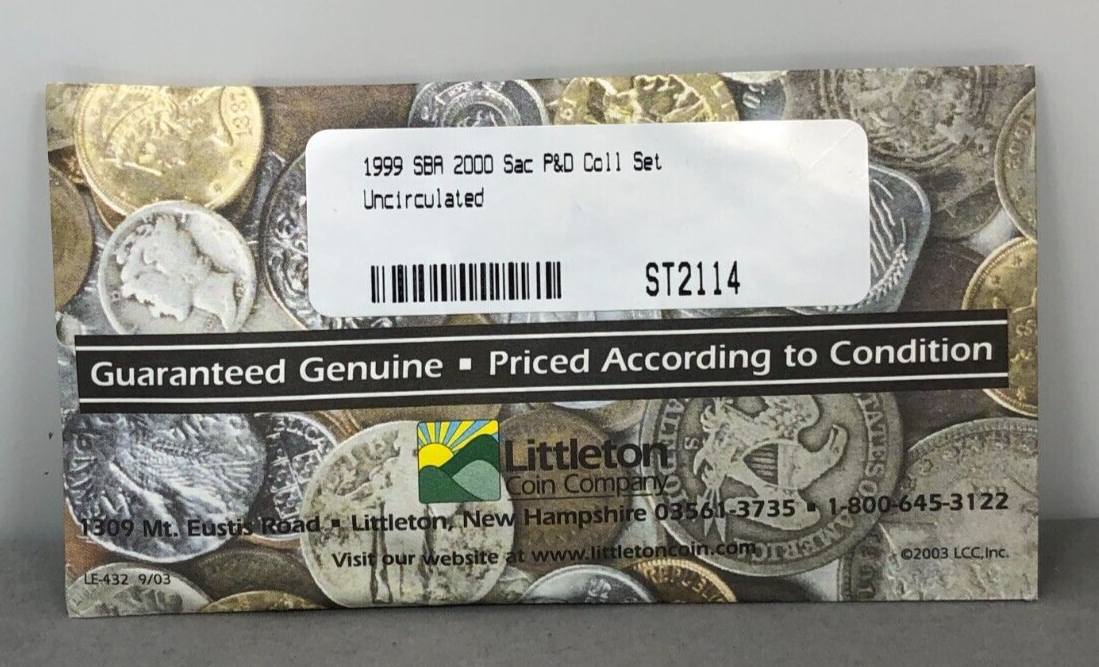 1999 SBA 2000 Sac P&D Coll Set
Uncirculated
ST2114
Guaranteed Genuine ▪ Priced According to Condition
Littleton
Coin Company
1309 Mt. Eustis Road ▪ Littleton, New Hampshire 03561-3735 ▪ 1-800-645-3122
Visit our website at www.littletoncoin.com
©2003 LCC,Inc.
LE-432 9/03